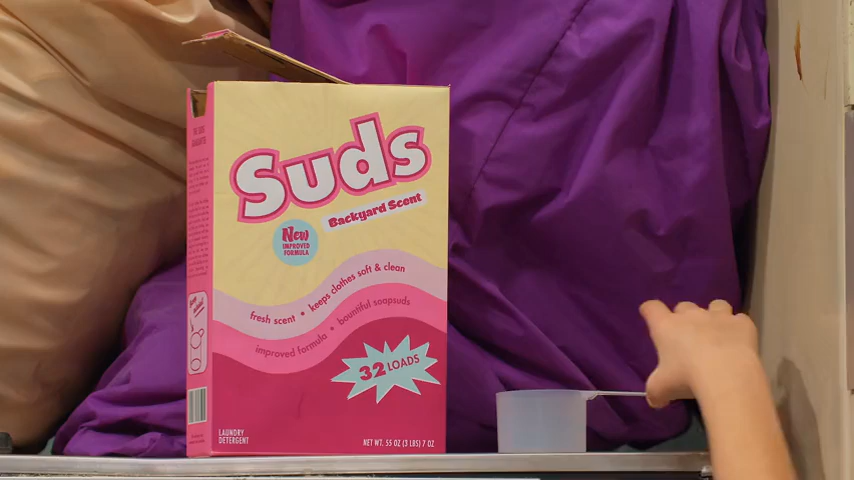 Suds
Backyard Scent
New
IMPROVED
FORMULA
fresh scent • keeps clothes soft & clean
improved formula • bountiful soapsuds
32 LOADS
LAUNDRY
DETERGENT
NET WT. 55 OZ (3 LBS) 7 OZ